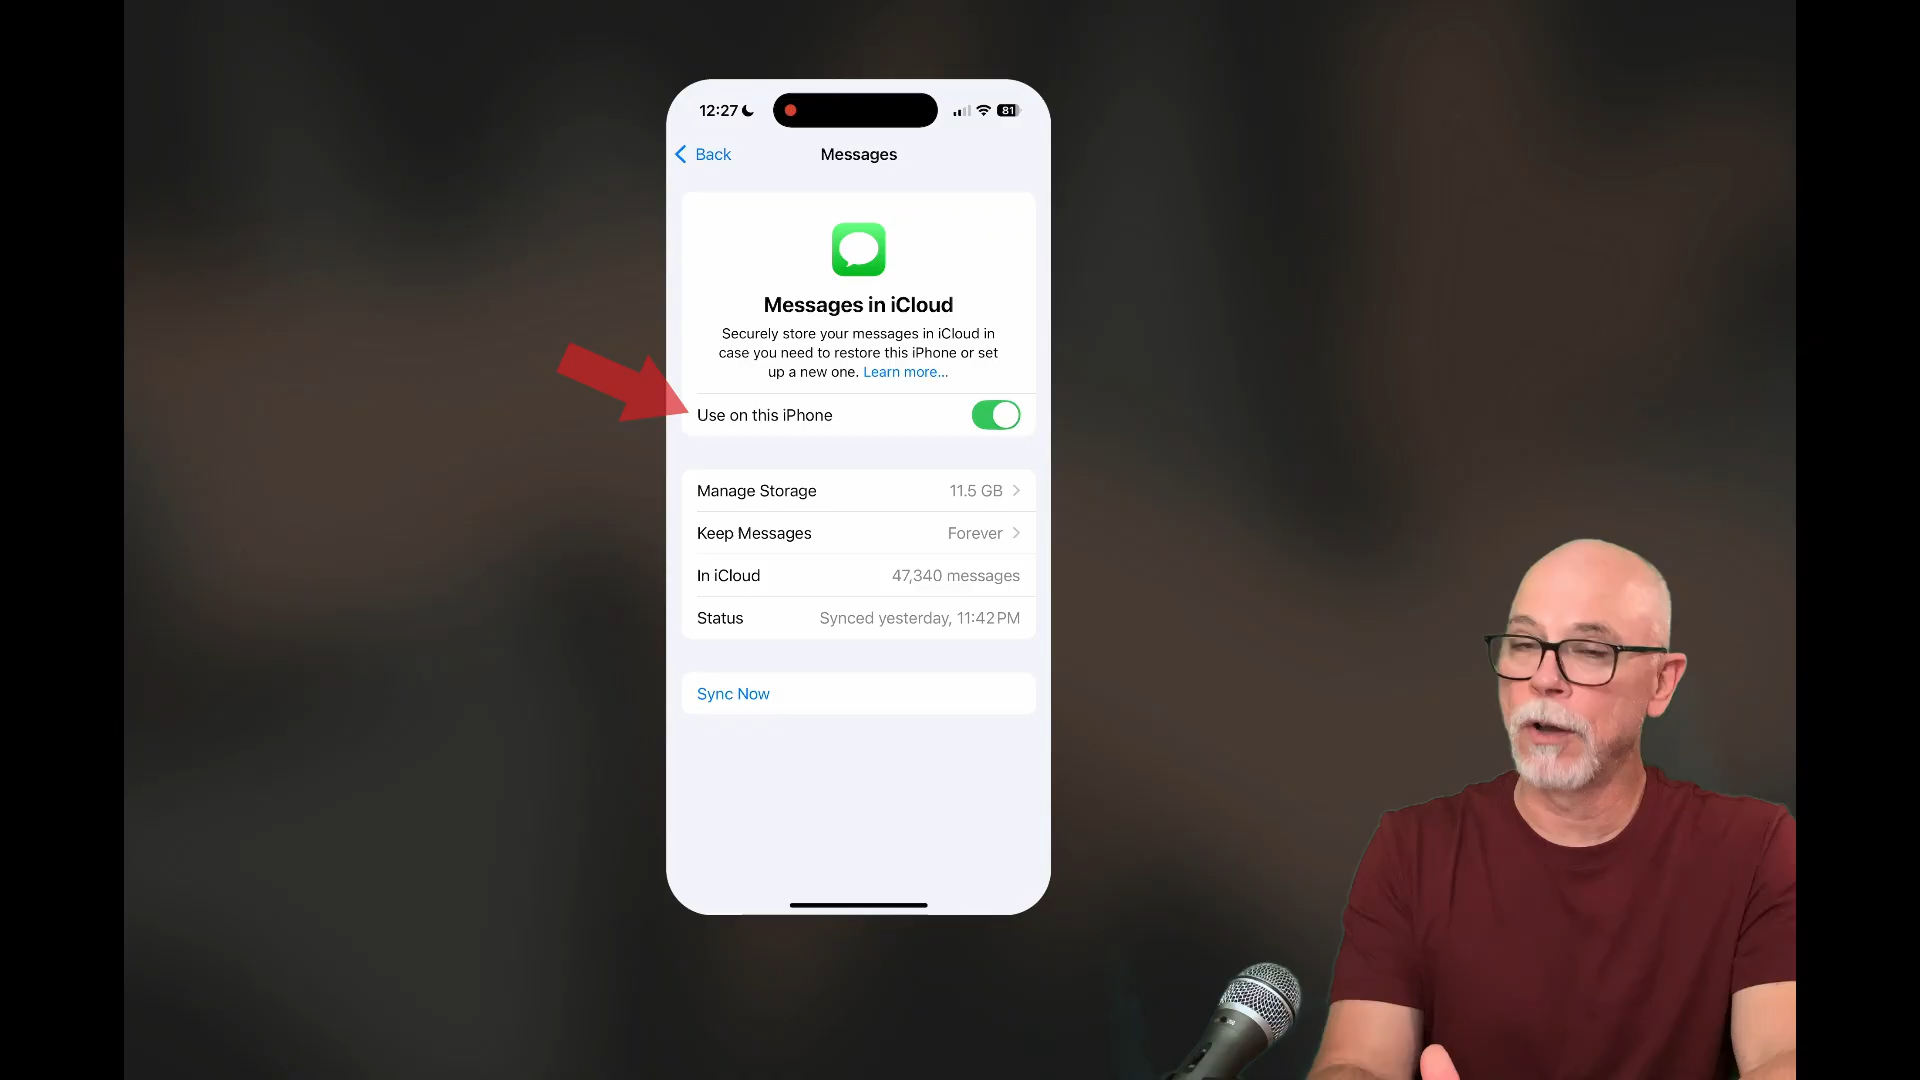 12:27
81
Back
Messages
Messages in iCloud
Securely store your messages in iCloud in
case you need to restore this iPhone or set
up a new one. Learn more...
Use on this iPhone
Manage Storage 11.5 GB
Keep Messages Forever
In iCloud 47,340 messages
Status Synced yesterday, 11:42 PM
Sync Now